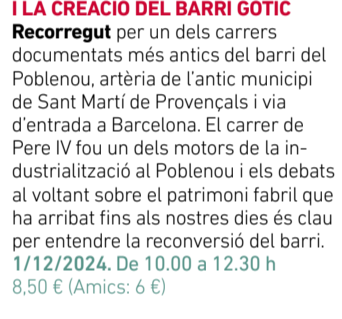 I LA CREACIÓ DEL BARRI GÒTIC
Recorregut per un dels carrers
documentats més antics del barri del
Poblenou, artèria de l'antic municipi
de Sant Martí de Provençals i via
d'entrada a Barcelona. El carrer de
Pere IV fou un dels motors de la in-
dustrialització al Poblenou i els debats
al voltant sobre el patrimoni fabril que
ha arribat fins als nostres dies és clau
per entendre la reconversió del barri.
1/12/2024. De 10.00 a 12.30 h
8,50 € (Amics: 6 €)